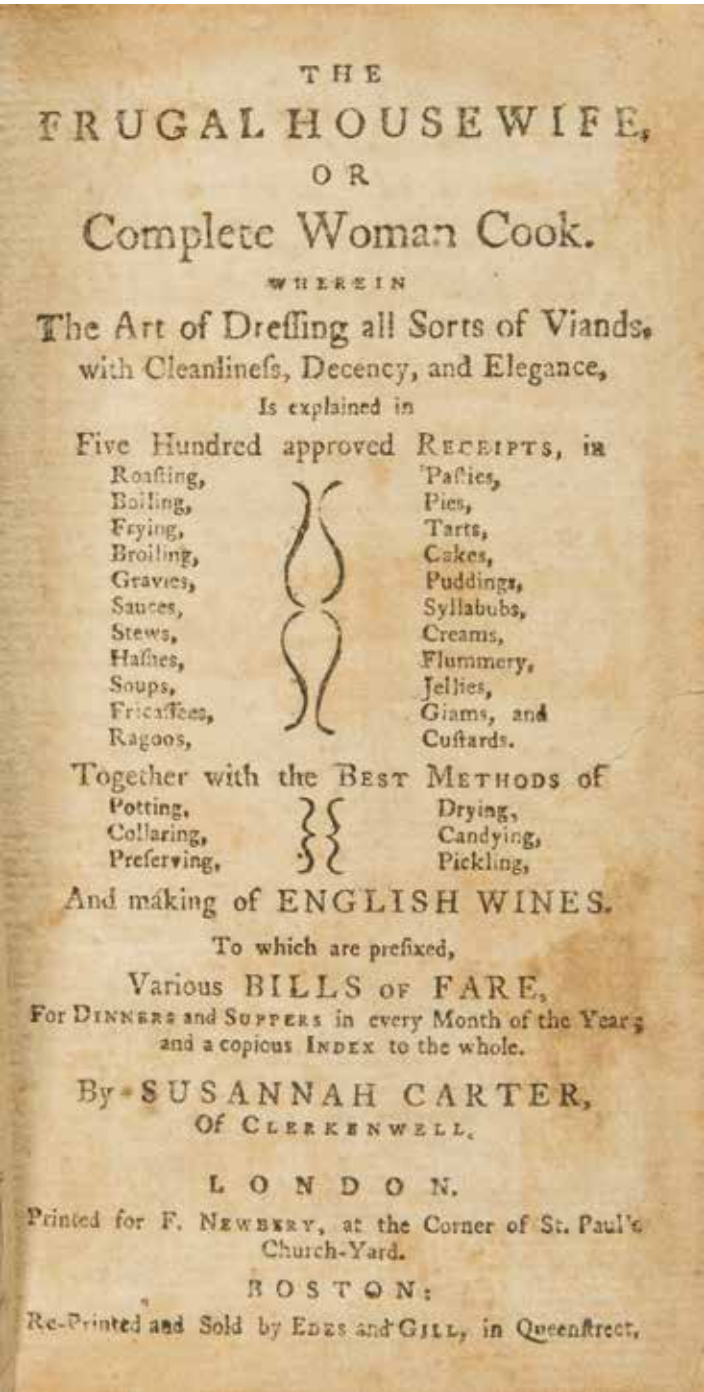 THE
FRUGAL HOUSEWIFE,
OR
Complete Woman Cook.
WHEREIN
The Art of Dreſſing all Sorts of Viands,
with Cleanlineſs, Decency, and Elegance,
Is explained in
Five Hundred approved RECEIPTS, in
Roaſting, Paſties,
Boiling, Pies,
Frying, Tarts,
Broiling, Cakes,
Gravies, Puddings,
Sauces, Syllabubs,
Stews, Creams,
Haſhes, Flummery,
Soups, Jellies,
Fricaſſees, Giams, and
Ragoos, Cuſtards.
Together with the BEST METHODS of
Potting, Drying,
Collaring, Candying,
Preſerving, Pickling,
And making of ENGLISH WINES.
To which are prefixed,
Various BILLS OF FARE,
For DINNERS and SUPPERS in every Month of the Year;
and a copious INDEX to the whole.
By SUSANNAH CARTER,
Of CLERKENWELL.
LONDON.
Printed for F. NEWBERY, at the Corner of St. Paul's
Church-Yard.
BOSTON:
Re-Printed and Sold by EDES and GILL, in Queenſtreet,